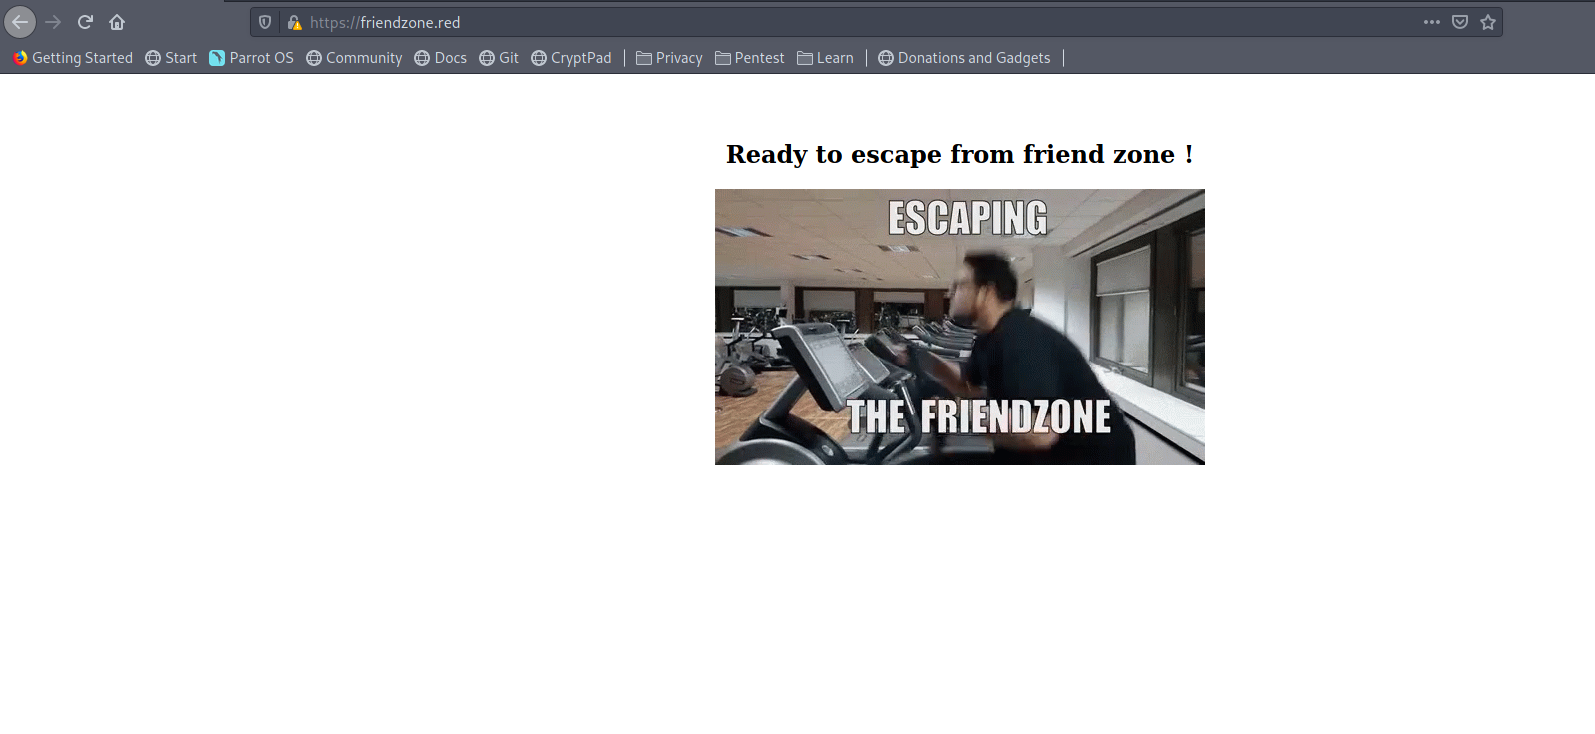 https://friendzone.red
Getting Started Start Parrot OS Community Docs Git CryptPad Privacy Pentest Learn Donations and Gadgets
Ready to escape from friend zone !
ESCAPING
THE FRIENDZONE